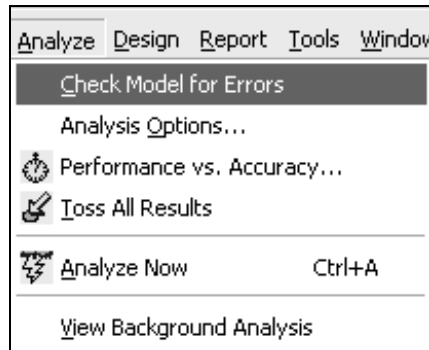 Analyze Design Report Tools Window
Check Model for Errors
Analysis Options...
Performance vs. Accuracy...
Toss All Results
Analyze Now Ctrl+A
View Background Analysis